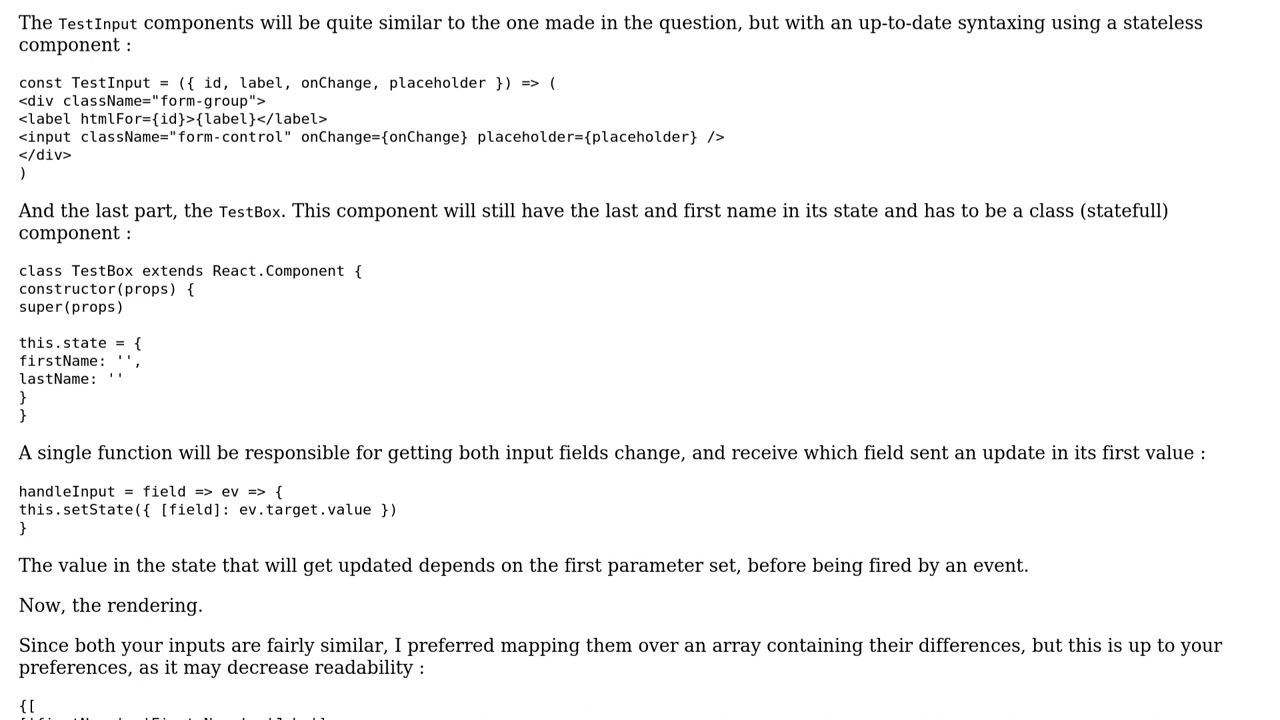 The TestInput components will be quite similar to the one made in the question, but with an up-to-date syntaxing using a stateless
component :
const TestInput = ({ id, label, onChange, placeholder }) => (
<div className="form-group">
<label htmlFor={id}>{label}</label>
<input className="form-control" onChange={onChange} placeholder={placeholder} />
</div>
)
And the last part, the TestBox. This component will still have the last and first name in its state and has to be a class (statefull)
component :
class TestBox extends React.Component {
constructor(props) {
super(props)
this.state = {
firstName: '',
lastName: ''
}
}
A single function will be responsible for getting both input fields change, and receive which field sent an update in its first value :
handleInput = field => ev => {
this.setState({ [field]: ev.target.value })
}
The value in the state that will get updated depends on the first parameter set, before being fired by an event.
Now, the rendering.
Since both your inputs are fairly similar, I preferred mapping them over an array containing their differences, but this is up to your
preferences, as it may decrease readability :
{[